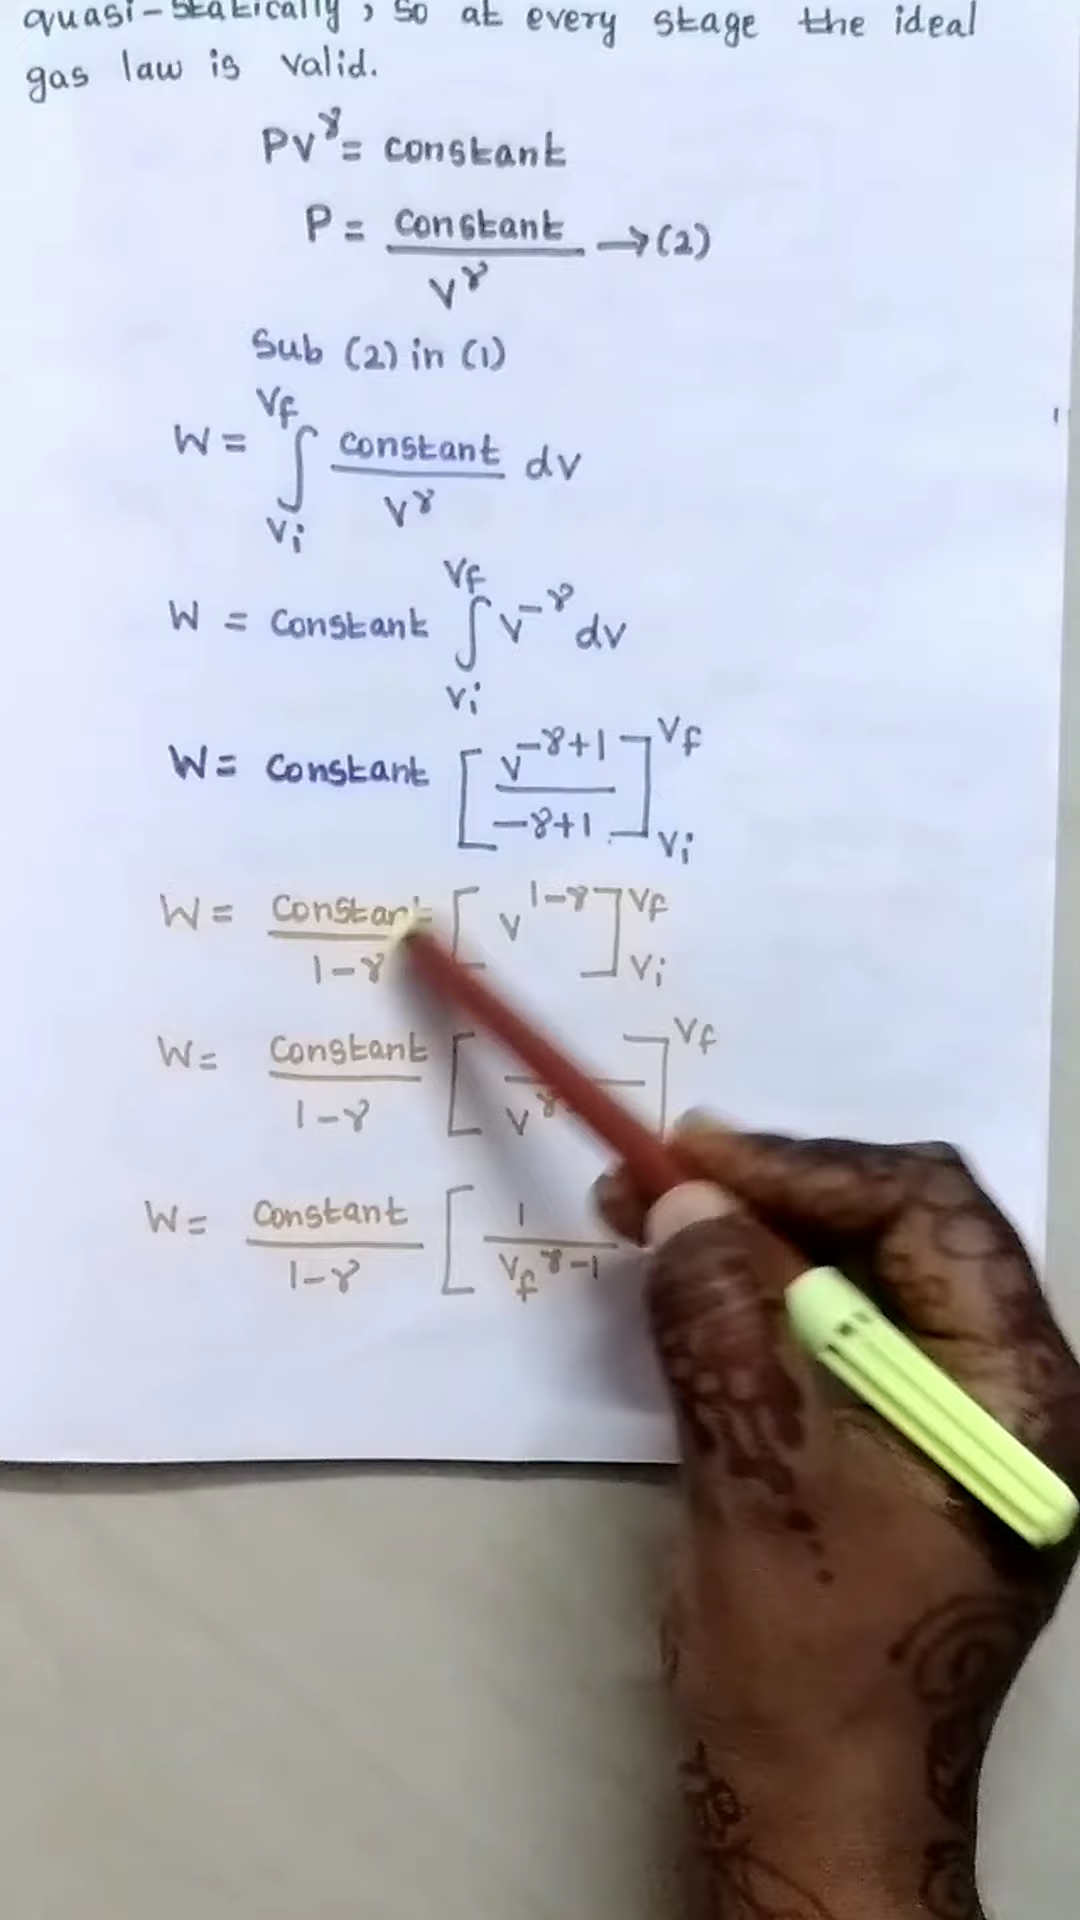 quasi-statically, so at every stage the ideal
gas law is valid.
PV^γ = constant
P = constant / V^γ → (2)
Sub (2) in (1)
W = ∫_{Vi}^{Vf} constant / V^γ dv
W = Constant ∫_{Vi}^{Vf} V^{-γ} dv
W = Constant [ V^{-γ+1} / -γ+1 ]_{Vi}^{Vf}
W = Constant / 1-γ [ V^{1-γ} ]_{Vi}^{Vf}
W = Constant / 1-γ [ / V^γ ]^{Vf}
W = Constant / 1-γ [ 1 / Vf^{γ-1}